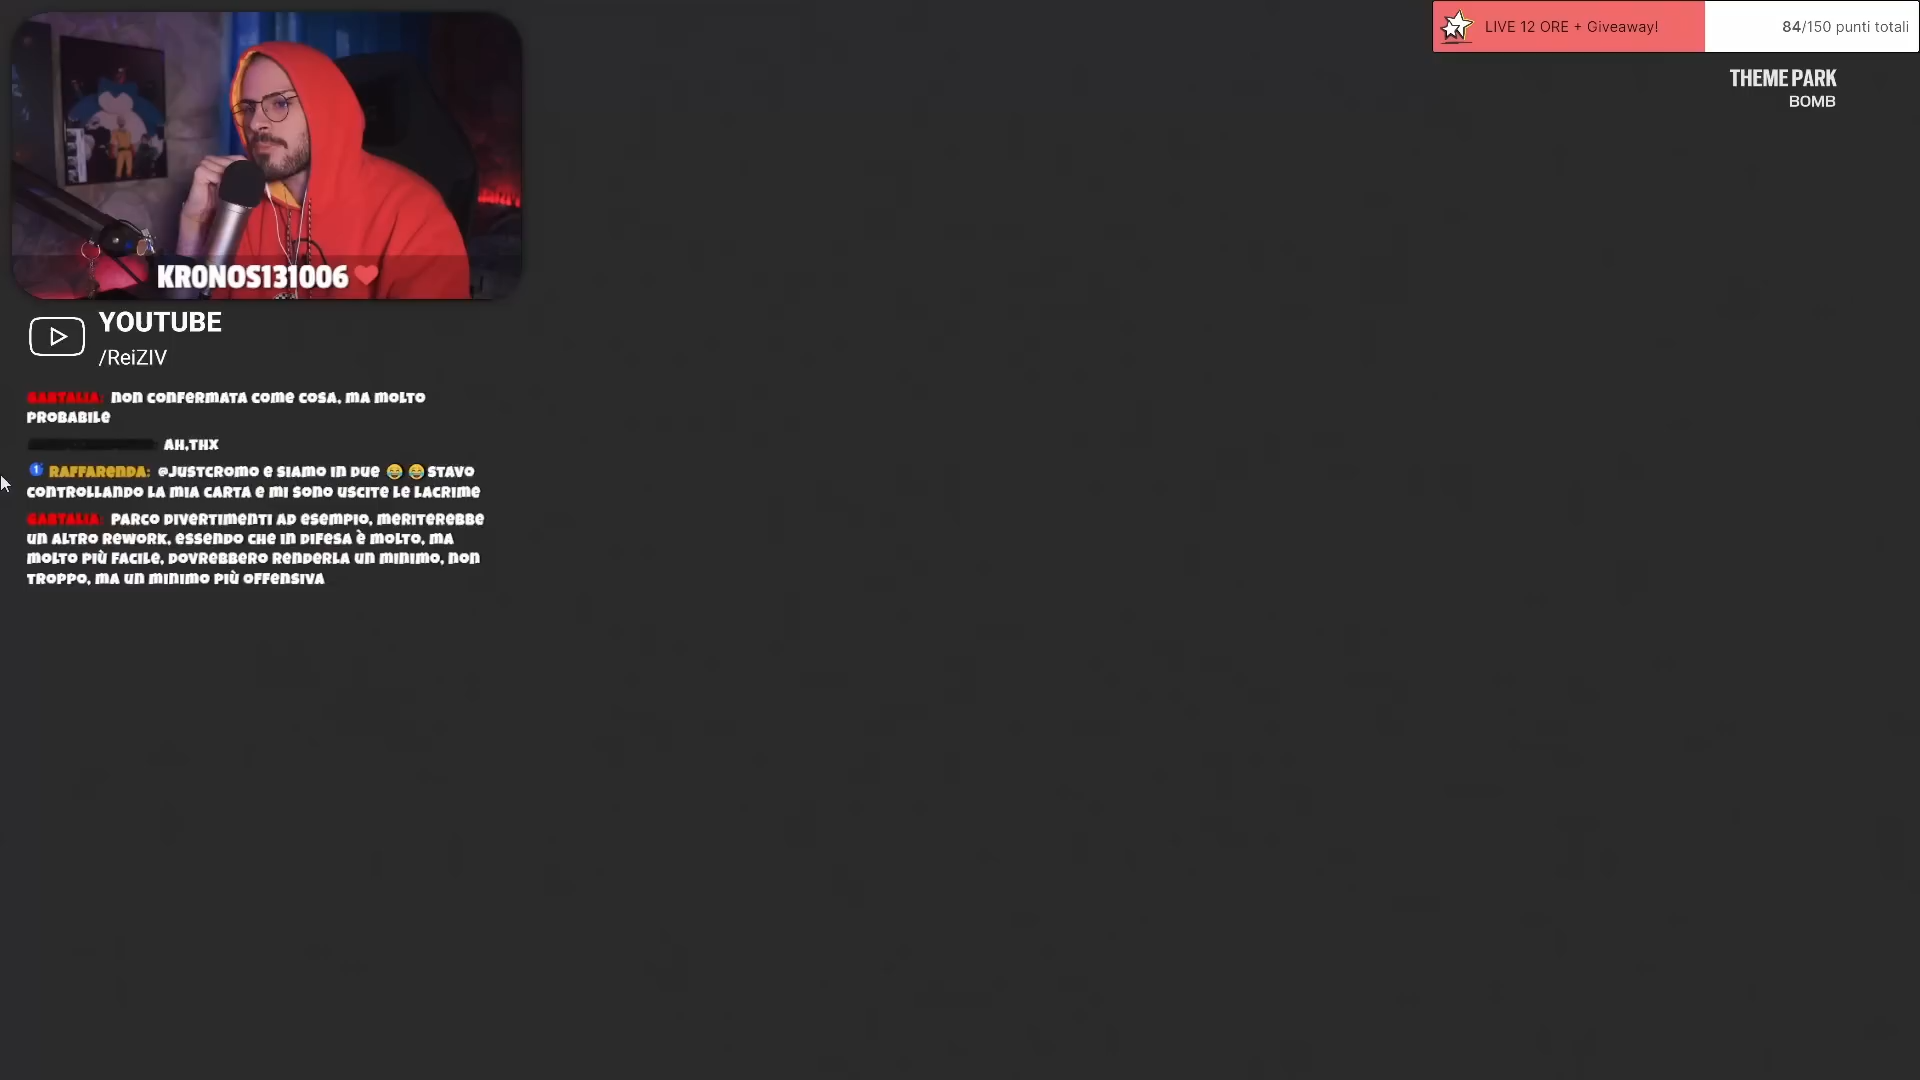 LIVE 12 ORE + Giveaway!
84/150 punti totali
THEME PARK
BOMB
KRONOS131006
YOUTUBE
/ReiZIV
GABTALIA: non confermata come cosa, ma molto
probabile
Ah,thx
1 RAFFARENDA: @JustCromo e siamo in due 😂 😂 stavo
controllando la mia carta e mi sono uscite le lacrime
GABTALIA: Parco divertimenti ad esempio, meriterebbe
un altro rework, essendo che in difesa è molto, ma
molto più facile, dovrebbero renderla un minimo, non
troppo, ma un minimo più offensiva